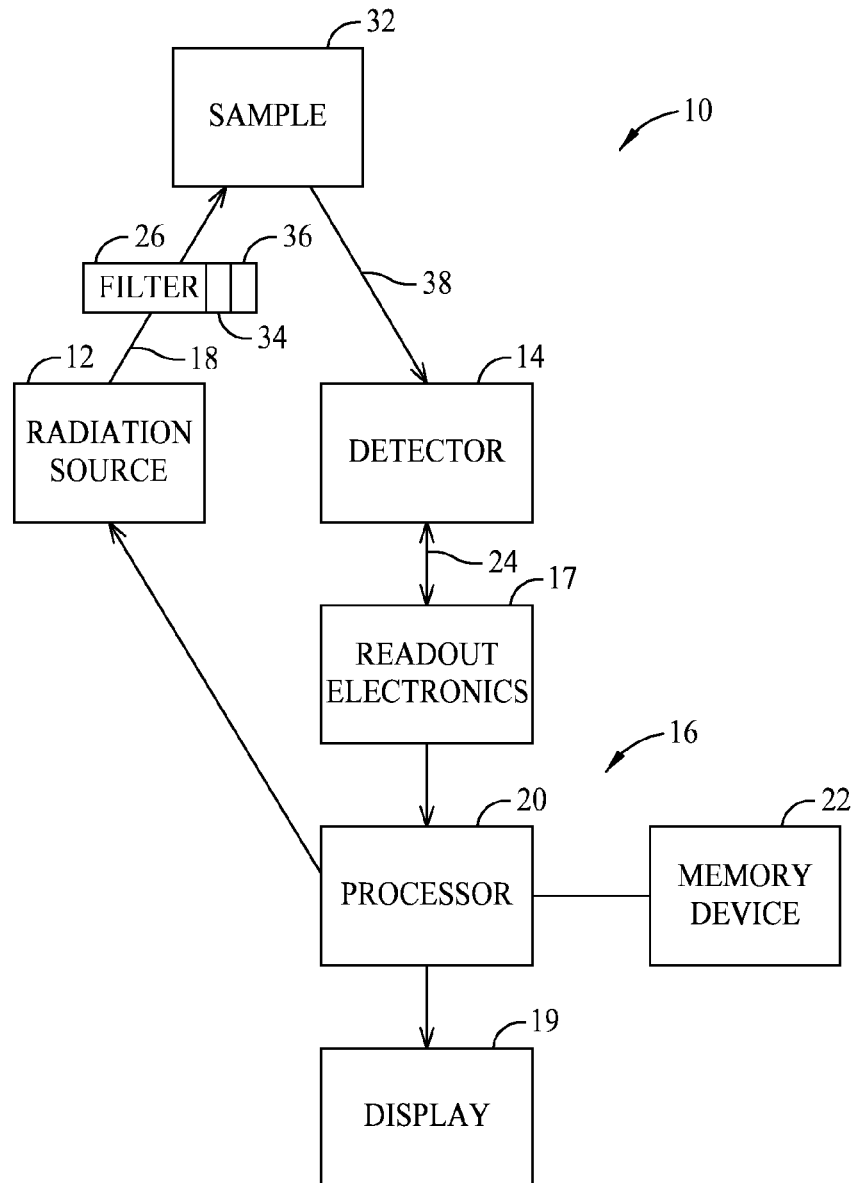 32
SAMPLE
10
26
36
FILTER
38
34
12
18
14
RADIATION
SOURCE
DETECTOR
24
17
READOUT
ELECTRONICS
16
20
22
PROCESSOR
MEMORY
DEVICE
19
DISPLAY